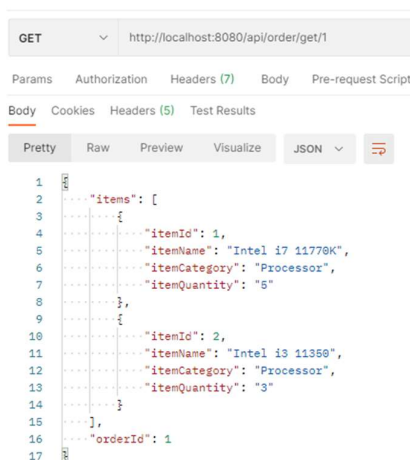 GET http://localhost:8080/api/order/get/1
Params Authorization Headers (7) Body Pre-request Script
Body Cookies Headers (5) Test Results
Pretty Raw Preview Visualize JSON
1 {
2 "items": [
3 {
4 "itemId": 1,
5 "itemName": "Intel i7 11770K",
6 "itemCategory": "Processor",
7 "itemQuantity": "5"
8 },
9 {
10 "itemId": 2,
11 "itemName": "Intel i3 11350",
12 "itemCategory": "Processor",
13 "itemQuantity": "3"
14 }
15 ],
16 "orderId": 1
17 }